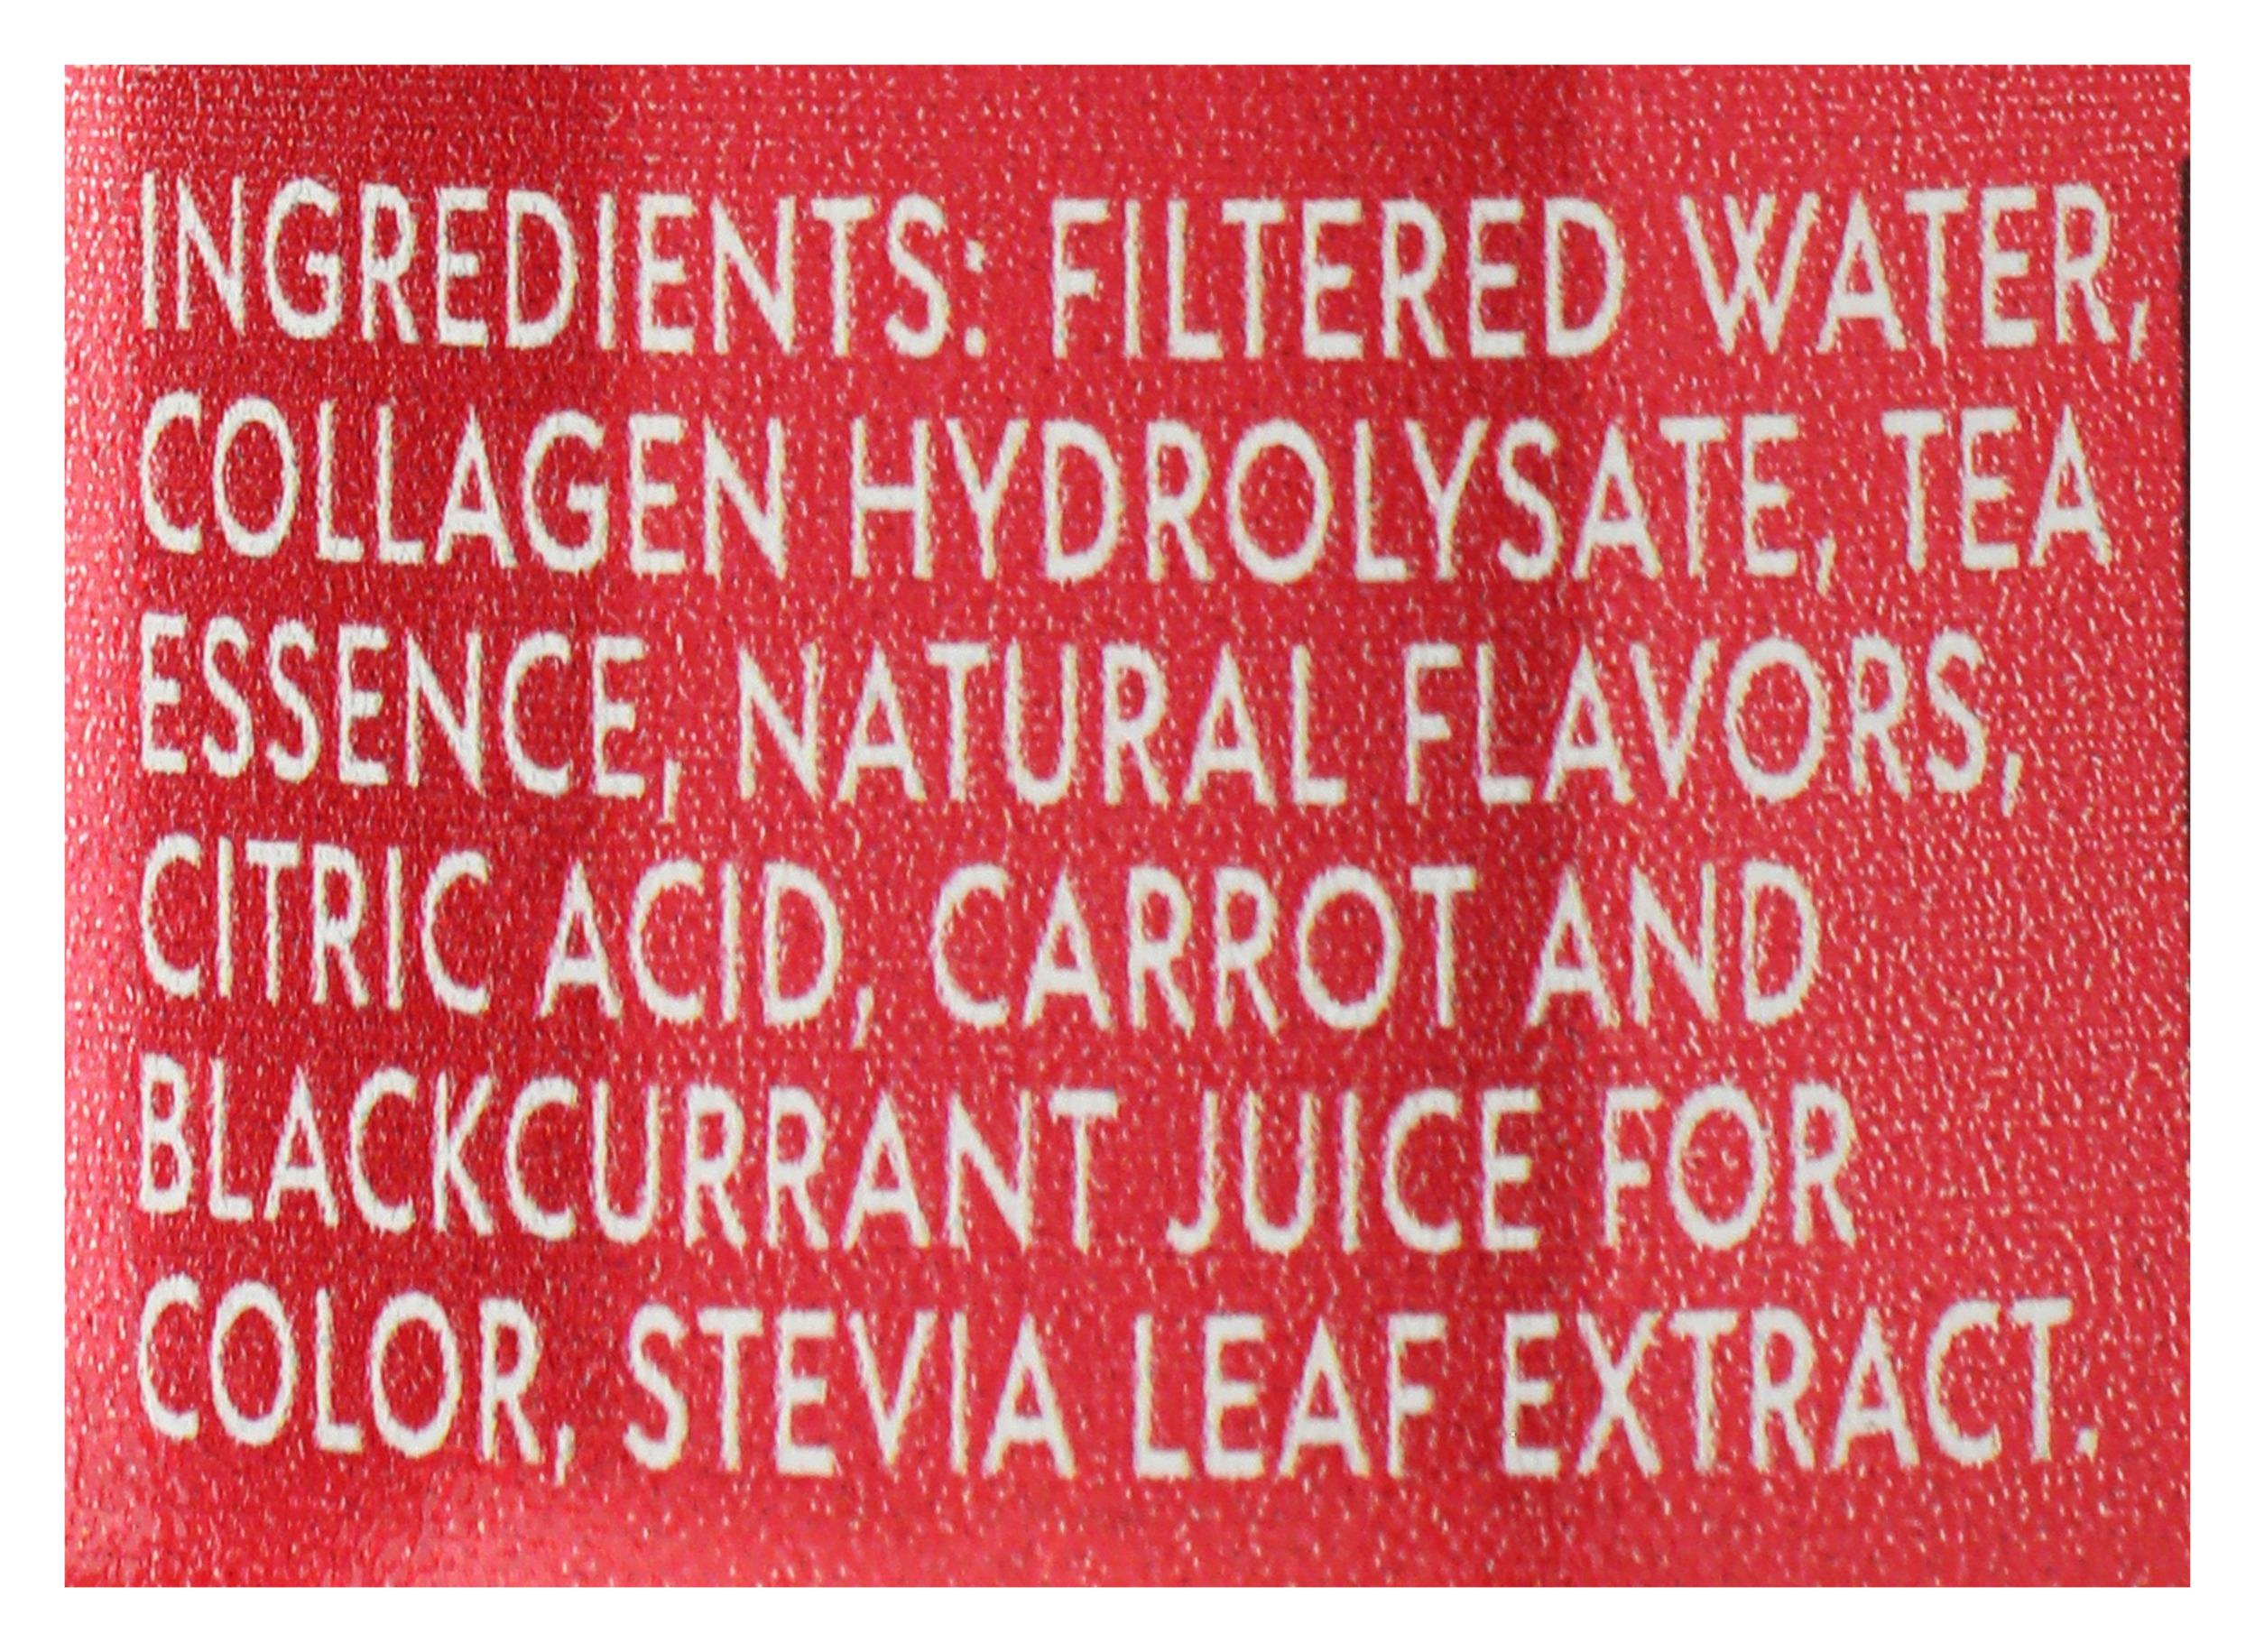 INGREDIENTS: FILTERED WATER,
COLLAGEN HYDROLYSATE, TEA
ESSENCE, NATURAL FLAVORS,
CITRIC ACID, CARROT AND
BLACKCURRANT JUICE FOR
COLOR, STEVIA LEAF EXTRACT.